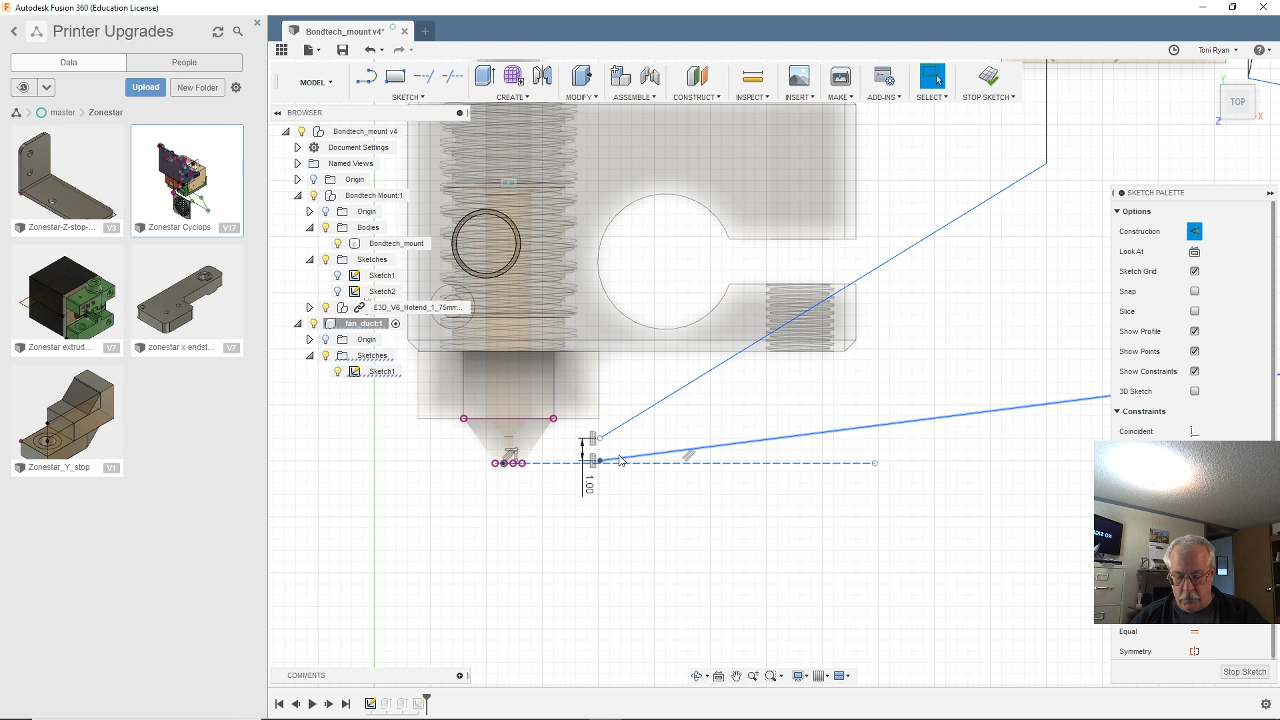 Autodesk Fusion 360 (Education License)
Printer Upgrades
Data
People
Upload
New Folder
master
Zonestar
Zonestar-Z-stop-...
V3
Zonestar Cyclops
V17
V7
zonestar x endst...
V7
Zonestar_Y_stop
V1
Bondtech_mount v4*
Toni Ryan
MODEL
SKETCH
CREATE
MODIFY
ASSEMBLE
CONSTRUCT
INSPECT
INSERT
MAKE
ADD-INS
SELECT
STOP SKETCH
BROWSER
Bondtech_mount v4
Document Settings
Named Views
Origin
Bondtech Mount:1
Origin
Bodies
Bondtech_mount
Sketches
Sketch1
Sketch2
E3D_V6_Hotend_1_75mm...
fan_duct:1
Origin
Sketches
Sketch1
1.00
TOP
Y
X
Z
SKETCH PALETTE
Options
Construction
Look At
Sketch Grid
Snap
Slice
Show Profile
Show Points
Show Constraints
3D Sketch
Constraints
Coincident
Equal
Symmetry
Stop Sketch
COMMENTS